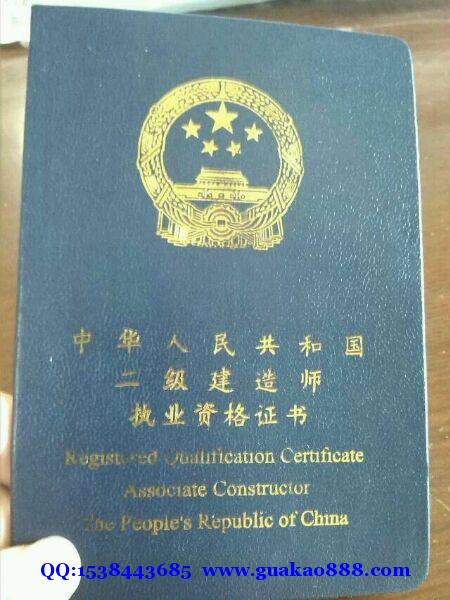 中华人民共和国
二级建造师
执业资格证书
Registered Qualification Certificate
Associate Constructor
The People's Republic of China
QQ:1538443685 www.guakao888.com